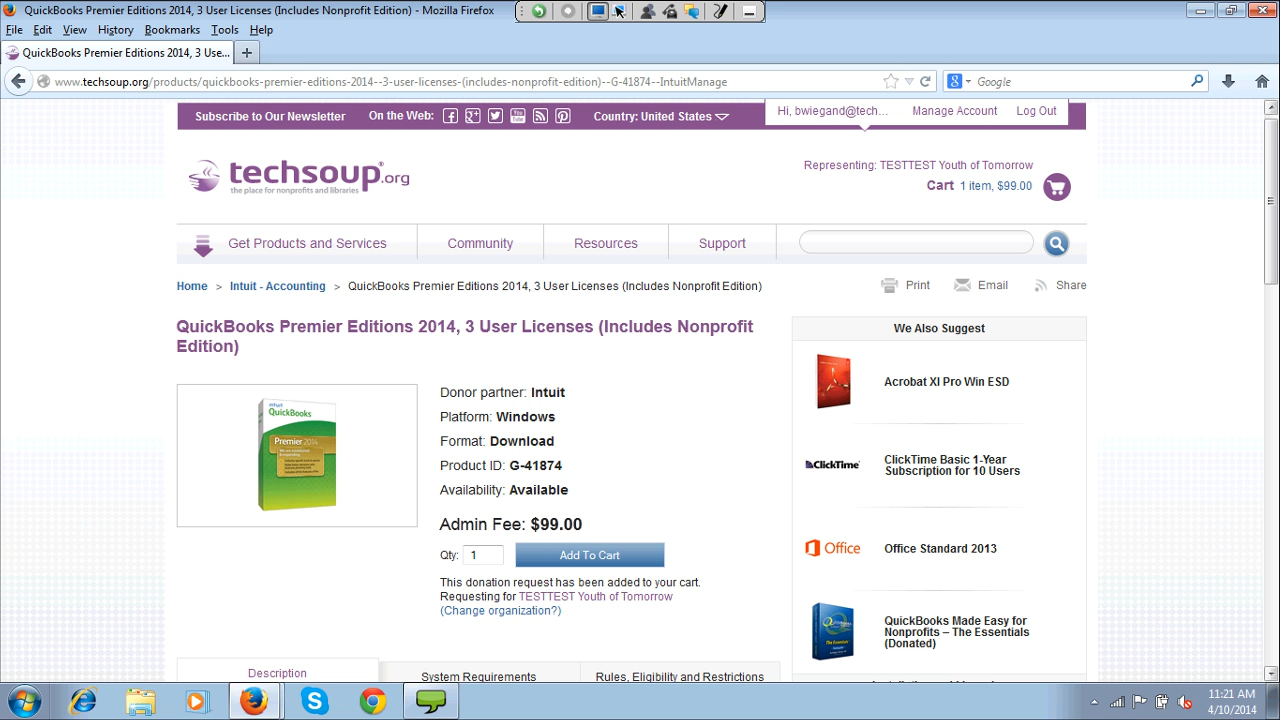 QuickBooks Premier Editions 2014, 3 User Licenses (Includes Nonprofit Edition) - Mozilla Firefox
File Edit View History Bookmarks Tools Help
QuickBooks Premier Editions 2014, 3 Use...
www.techsoup.org/products/quickbooks-premier-editions-2014--3-user-licenses-(includes-nonprofit-edition)--G-41874--IntuitManage
Google
Subscribe to Our Newsletter On the Web: Country: United States Hi, bwiegand@tech... Manage Account Log Out
Representing: TESTTEST Youth of Tomorrow
techsoup.org
the place for nonprofits and libraries
Cart 1 item, $99.00
Get Products and Services Community Resources Support
Home > Intuit - Accounting > QuickBooks Premier Editions 2014, 3 User Licenses (Includes Nonprofit Edition) Print Email Share
QuickBooks Premier Editions 2014, 3 User Licenses (Includes Nonprofit
Edition)
intuit
QuickBooks
Premier 2014
Donor partner: Intuit
Platform: Windows
Format: Download
Product ID: G-41874
Availability: Available
Admin Fee: $99.00
Qty: 1 Add To Cart
This donation request has been added to your cart.
Requesting for TESTTEST Youth of Tomorrow
(Change organization?)
Description System Requirements Rules, Eligibility and Restrictions
We Also Suggest
Acrobat XI Pro Win ESD
ClickTime
ClickTime Basic 1-Year
Subscription for 10 Users
Office
Office Standard 2013
QuickBooks Made Easy for
Nonprofits – The Essentials
(Donated)
11:21 AM
4/10/2014